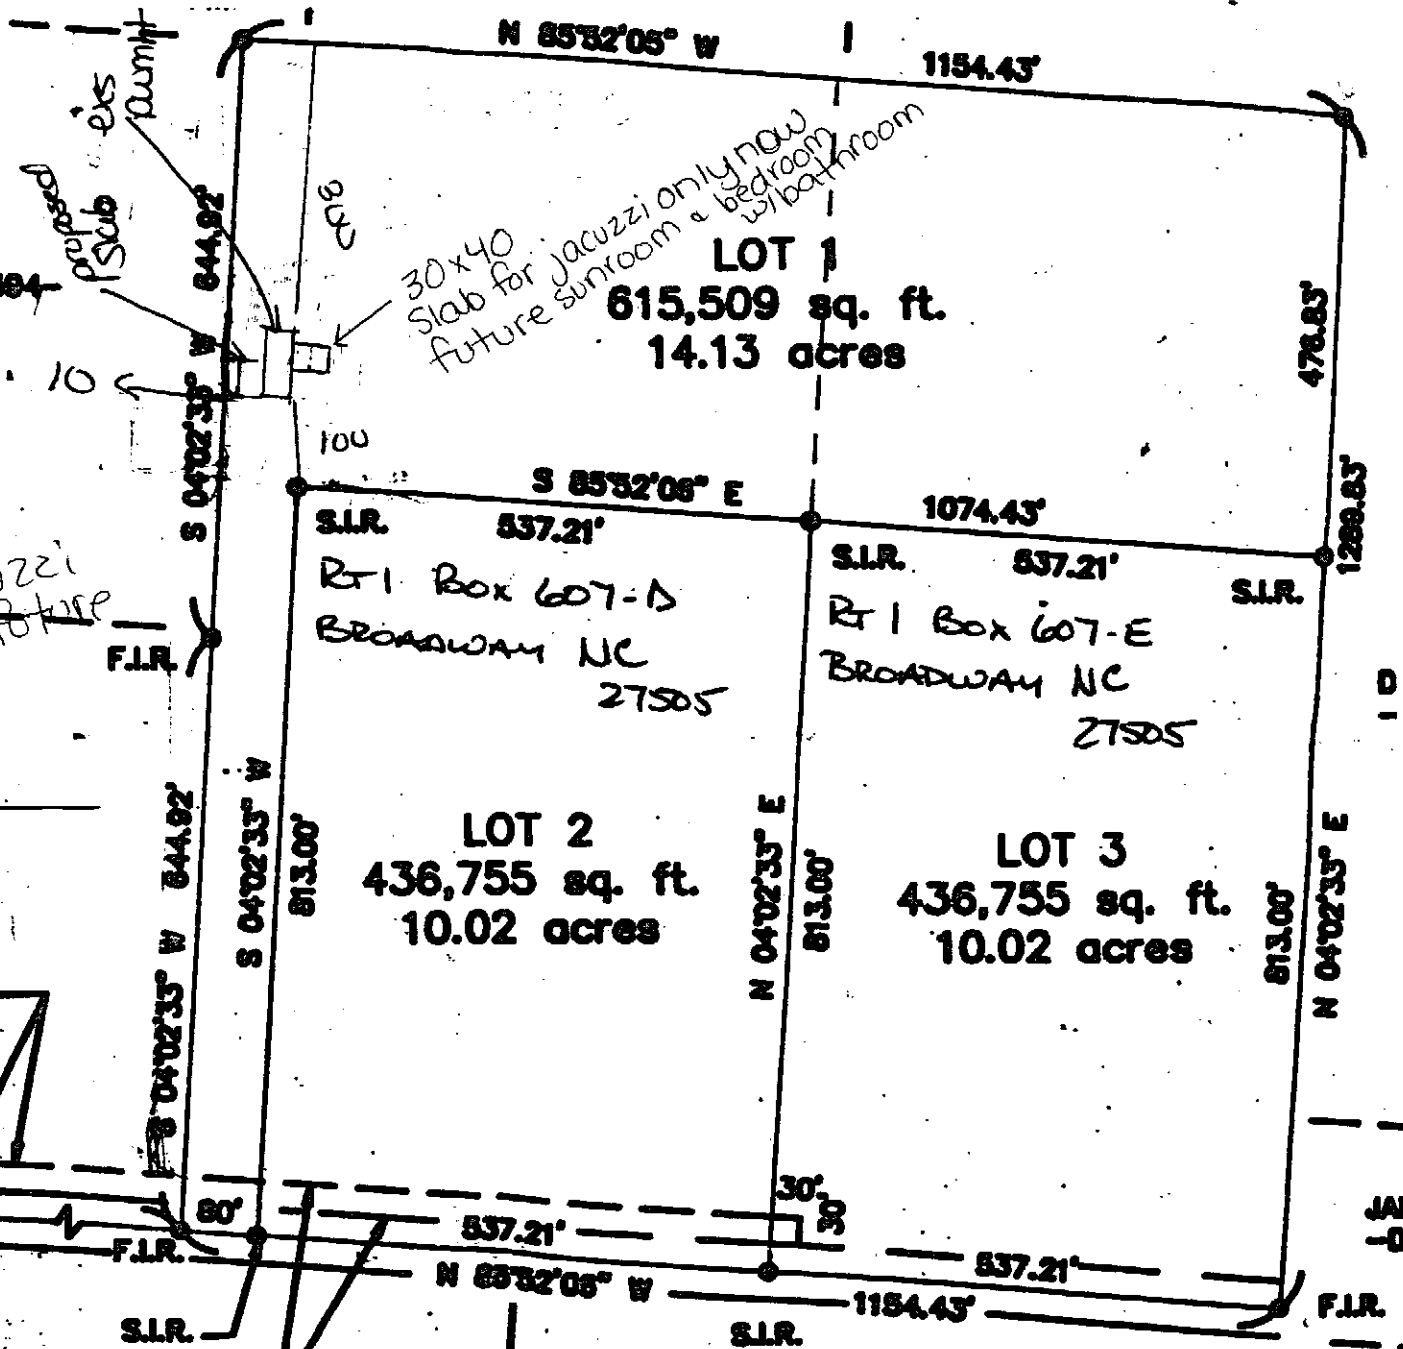 N 85°52'05" W
1154.43'
exs
proposed
slab
644.92'
S 04°02'33" W
10
300
30x40
Slab for jacuzzi only now
future sunroom & bedroom
w/bathroom
LOT 1
615,509 sq. ft.
14.13 acres
476.83'
1289.83'
100
S 85°52'06" E
1074.43'
S.I.R.
537.21'
S.I.R.
537.21'
S.I.R.
RT 1 Box 607-D
BROADWAY NC
27505
RT 1 Box 607-E
BROADWAY NC
27505
F.I.R.
644.92'
S 04°02'33" W
S 04°02'33" W
813.00'
LOT 2
436,755 sq. ft.
10.02 acres
N 04°02'33" E
813.00'
LOT 3
436,755 sq. ft.
10.02 acres
813.00'
N 04°02'33" E
80'
537.21'
30'
30'
537.21'
F.I.R.
N 85°52'05" W
1154.43'
F.I.R.
S.I.R.
S.I.R.